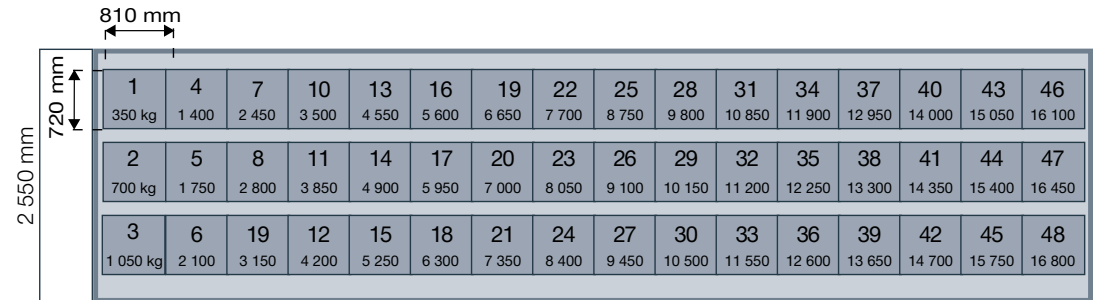 810 mm
720 mm
2 550 mm
1 4 7 10 13 16 19 22 25 28 31 34 37 40 43 46
350 kg 1 400 2 450 3 500 4 550 5 600 6 650 7 700 8 750 9 800 10 850 11 900 12 950 14 000 15 050 16 100
2 5 8 11 14 17 20 23 26 29 32 35 38 41 44 47
700 kg 1 750 2 800 3 850 4 900 5 950 7 000 8 050 9 100 10 150 11 200 12 250 13 300 14 350 15 400 16 450
3 6 19 12 15 18 21 24 27 30 33 36 39 42 45 48
1 050 kg 2 100 3 150 4 200 5 250 6 300 7 350 8 400 9 450 10 500 11 550 12 600 13 650 14 700 15 750 16 800